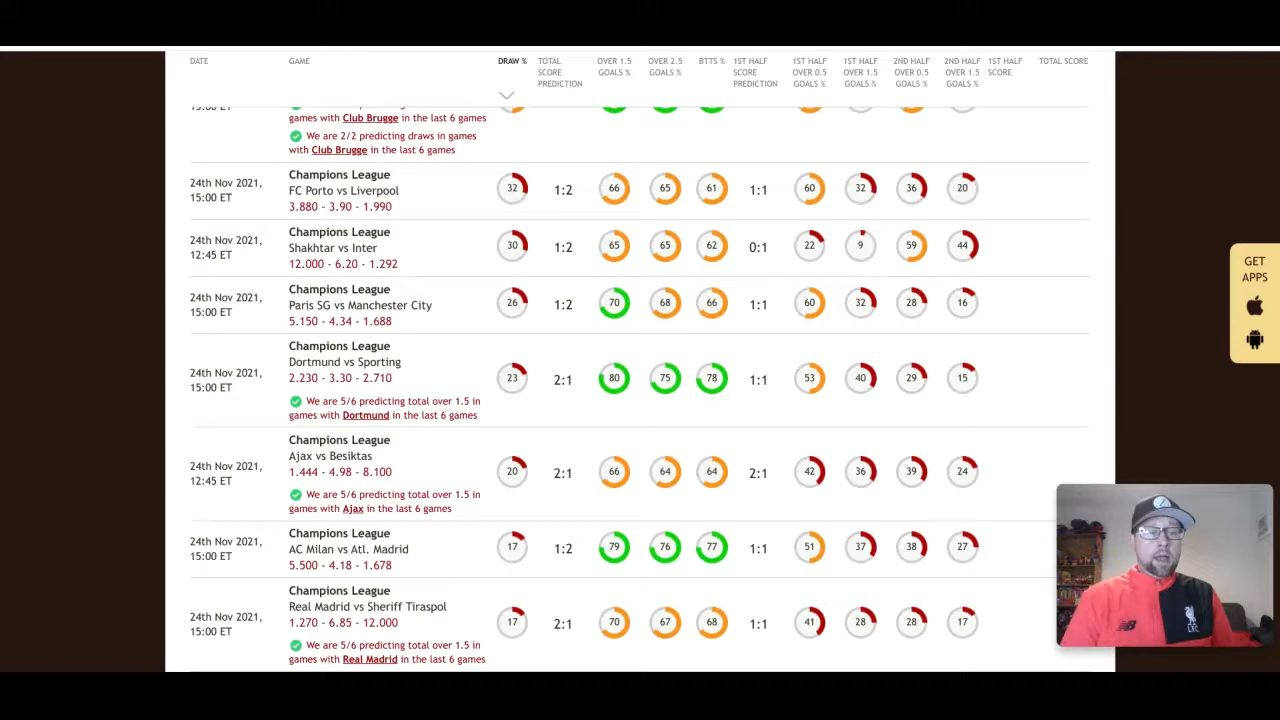 DATE GAME DRAW % TOTAL SCORE PREDICTION OVER 1.5 GOALS % OVER 2.5 GOALS % BTTS % 1ST HALF SCORE PREDICTION 1ST HALF OVER 0.5 GOALS % 1ST HALF OVER 1.5 GOALS % 2ND HALF OVER 0.5 GOALS % 2ND HALF OVER 1.5 GOALS % 1ST HALF SCORE TOTAL SCORE
games with Club Brugge in the last 6 games
We are 2/2 predicting draws in games
with Club Brugge in the last 6 games
Champions League
24th Nov 2021,
15:00 ET
FC Porto vs Liverpool
3.880 - 3.90 - 1.990
32 1:2 66 65 61 1:1 60 32 36 20
Champions League
24th Nov 2021,
12:45 ET
Shakhtar vs Inter
12.000 - 6.20 - 1.292
30 1:2 65 65 62 0:1 22 9 59 44
Champions League
24th Nov 2021,
15:00 ET
Paris SG vs Manchester City
5.150 - 4.34 - 1.688
26 1:2 70 68 66 1:1 60 32 28 16
Champions League
24th Nov 2021,
15:00 ET
Dortmund vs Sporting
2.230 - 3.30 - 2.710
We are 5/6 predicting total over 1.5 in
games with Dortmund in the last 6 games
23 2:1 80 75 78 1:1 53 40 29 15
Champions League
24th Nov 2021,
12:45 ET
Ajax vs Besiktas
1.444 - 4.98 - 8.100
We are 5/6 predicting total over 1.5 in
games with Ajax in the last 6 games
20 2:1 66 64 64 2:1 42 36 39 24
Champions League
24th Nov 2021,
15:00 ET
AC Milan vs Atl. Madrid
5.500 - 4.18 - 1.678
17 1:2 79 76 77 1:1 51 37 38 27
Champions League
24th Nov 2021,
15:00 ET
Real Madrid vs Sheriff Tiraspol
1.270 - 6.85 - 12.000
We are 5/6 predicting total over 1.5 in
games with Real Madrid in the last 6 games
17 2:1 70 67 68 1:1 41 28 28 17
GET
APPS